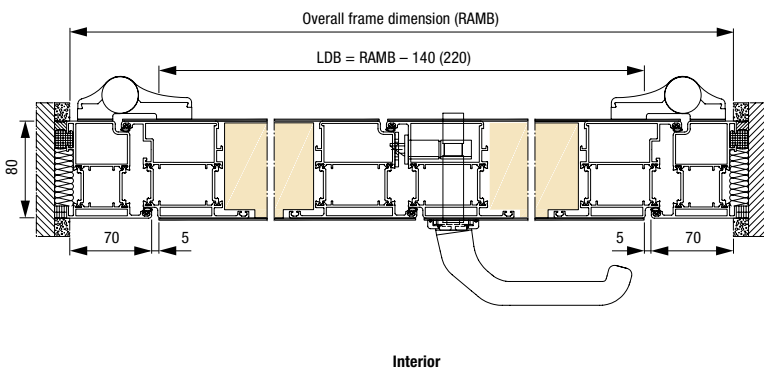 Overall frame dimension (RAMB)
LDB = RAMB – 140 (220)
80
70
5
5
70
Interior